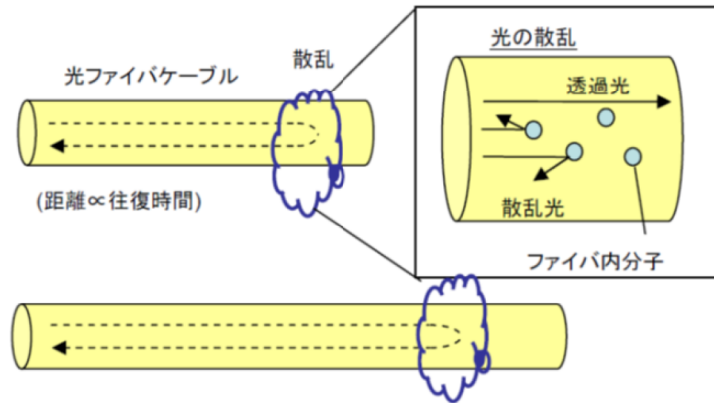 光ファイバケーブル
散乱
(距離∝往復時間)
光の散乱
透過光
散乱光
ファイバ内分子